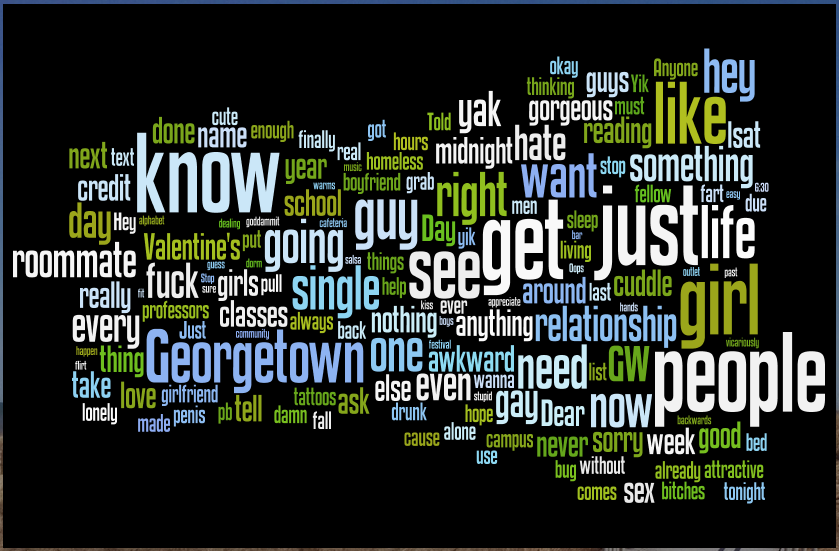 okay
Anyone
hey
thinking
guys
Yik
cute
Told
yak
gorgeous
must
like
done
name
enough
finally
got
hours
midnight
hate
reading
lsat
next
text
know
year
real
music
homeless
want
stop
something
credit
warms
boyfriend
grab
right
men
fellow
fart
easy
6:30
due
day
Hey
alphabet
school
dealing
goddammit
cafeteria
guy
Day
yik
get
sleep
bar
just
life
roommate
Valentine's
put
going
living
guess
dorm
salsa
things
see
Oops
fuck
Stop
sure
girls
pull
single
help
around
last
cuddle
outlet
past
girl
really
fit
professors
classes
always
kiss
ever
appreciate
hands
every
Just
community
back
nothing
boys
anything
relationship
vicariously
happen
thing
Georgetown
one
festival
awkward
need
list
GW
people
flirt
take
love
girlfriend
tattoos
ask
else
even
wanna
stupid
gay
Dear
now
lonely
made
penis
pb
tell
damn
fall
drunk
hope
backwards
cause
alone
campus
never
sorry
week
good
bed
use
bug
without
already
attractive
comes
sex
bitches
tonight